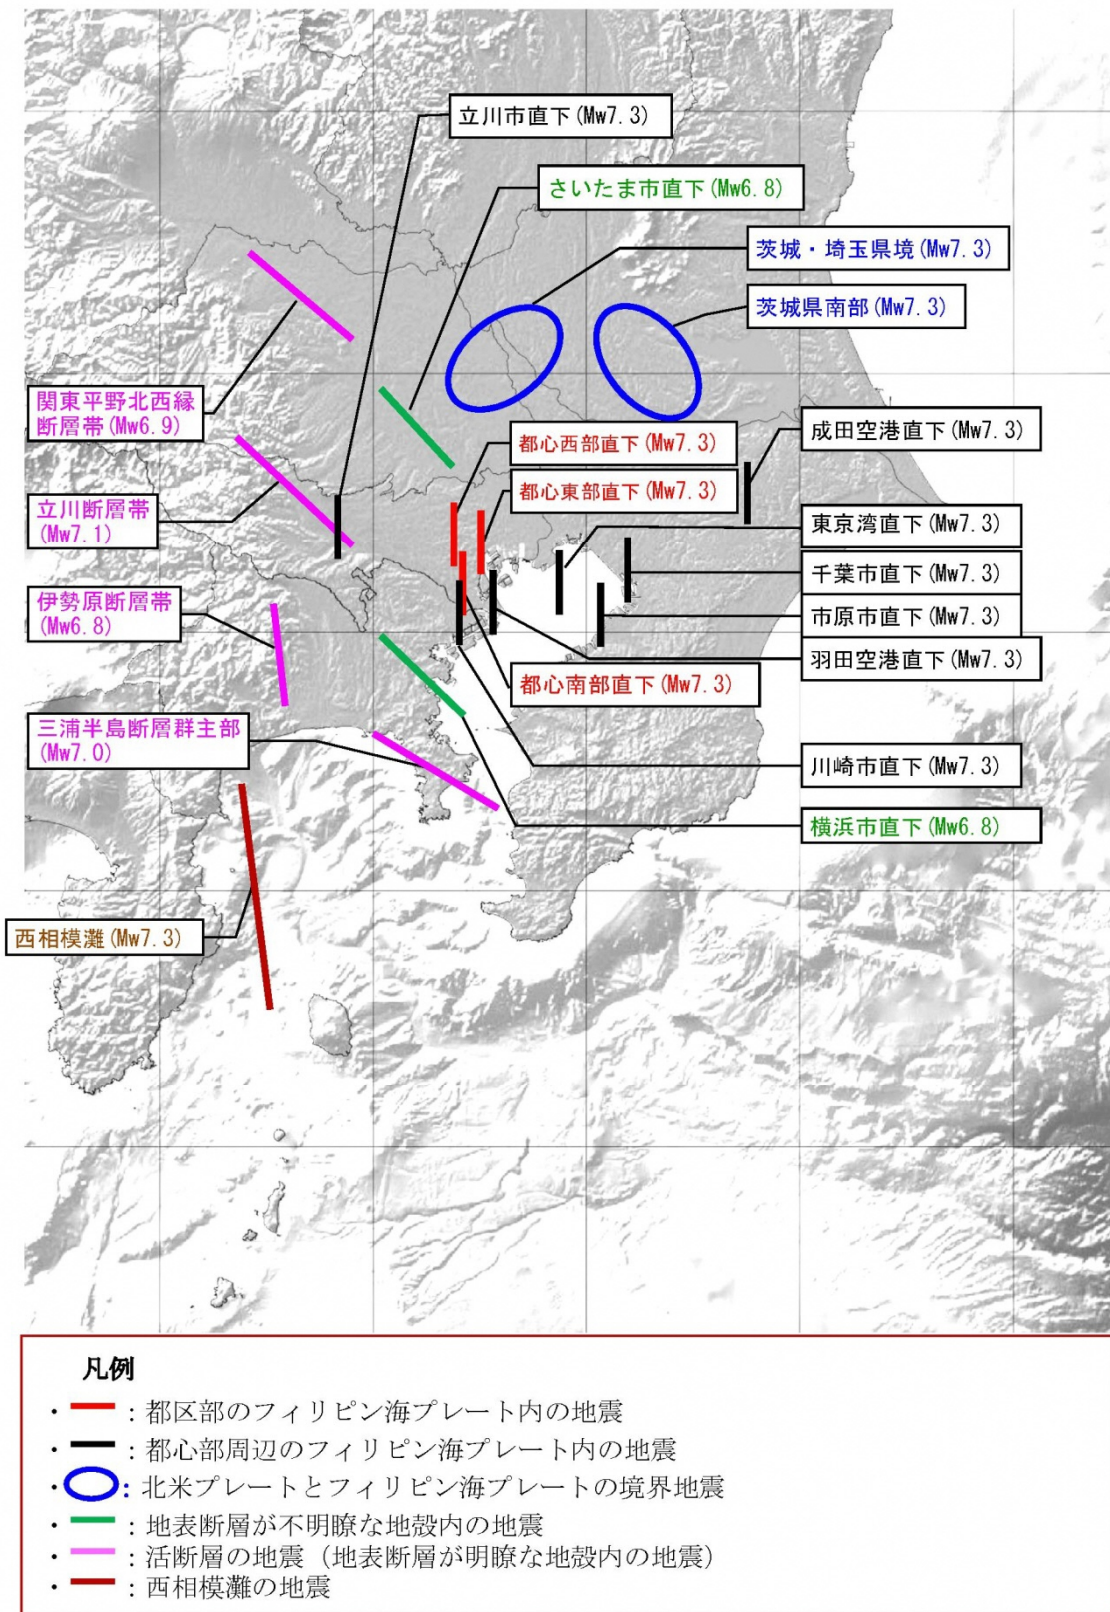 立川市直下(Mw7.3)
さいたま市直下(Mw6.8)
茨城・埼玉県境(Mw7.3)
茨城県南部(Mw7.3)
関東平野北西縁
断層帯(Mw6.9)
都心西部直下(Mw7.3)
成田空港直下(Mw7.3)
都心東部直下(Mw7.3)
立川断層帯
(Mw7.1)
東京湾直下(Mw7.3)
千葉市直下(Mw7.3)
伊勢原断層帯
(Mw6.8)
市原市直下(Mw7.3)
羽田空港直下(Mw7.3)
都心南部直下(Mw7.3)
三浦半島断層群主部
(Mw7.0)
川崎市直下(Mw7.3)
横浜市直下(Mw6.8)
西相模灘(Mw7.3)
凡例
・ : 都区部のフィリピン海プレート内の地震
・ : 都心部周辺のフィリピン海プレート内の地震
・ : 北米プレートとフィリピン海プレートの境界地震
・ : 地表断層が不明瞭な地殻内の地震
・ : 活断層の地震（地表断層が明瞭な地殻内の地震）
・ : 西相模灘の地震